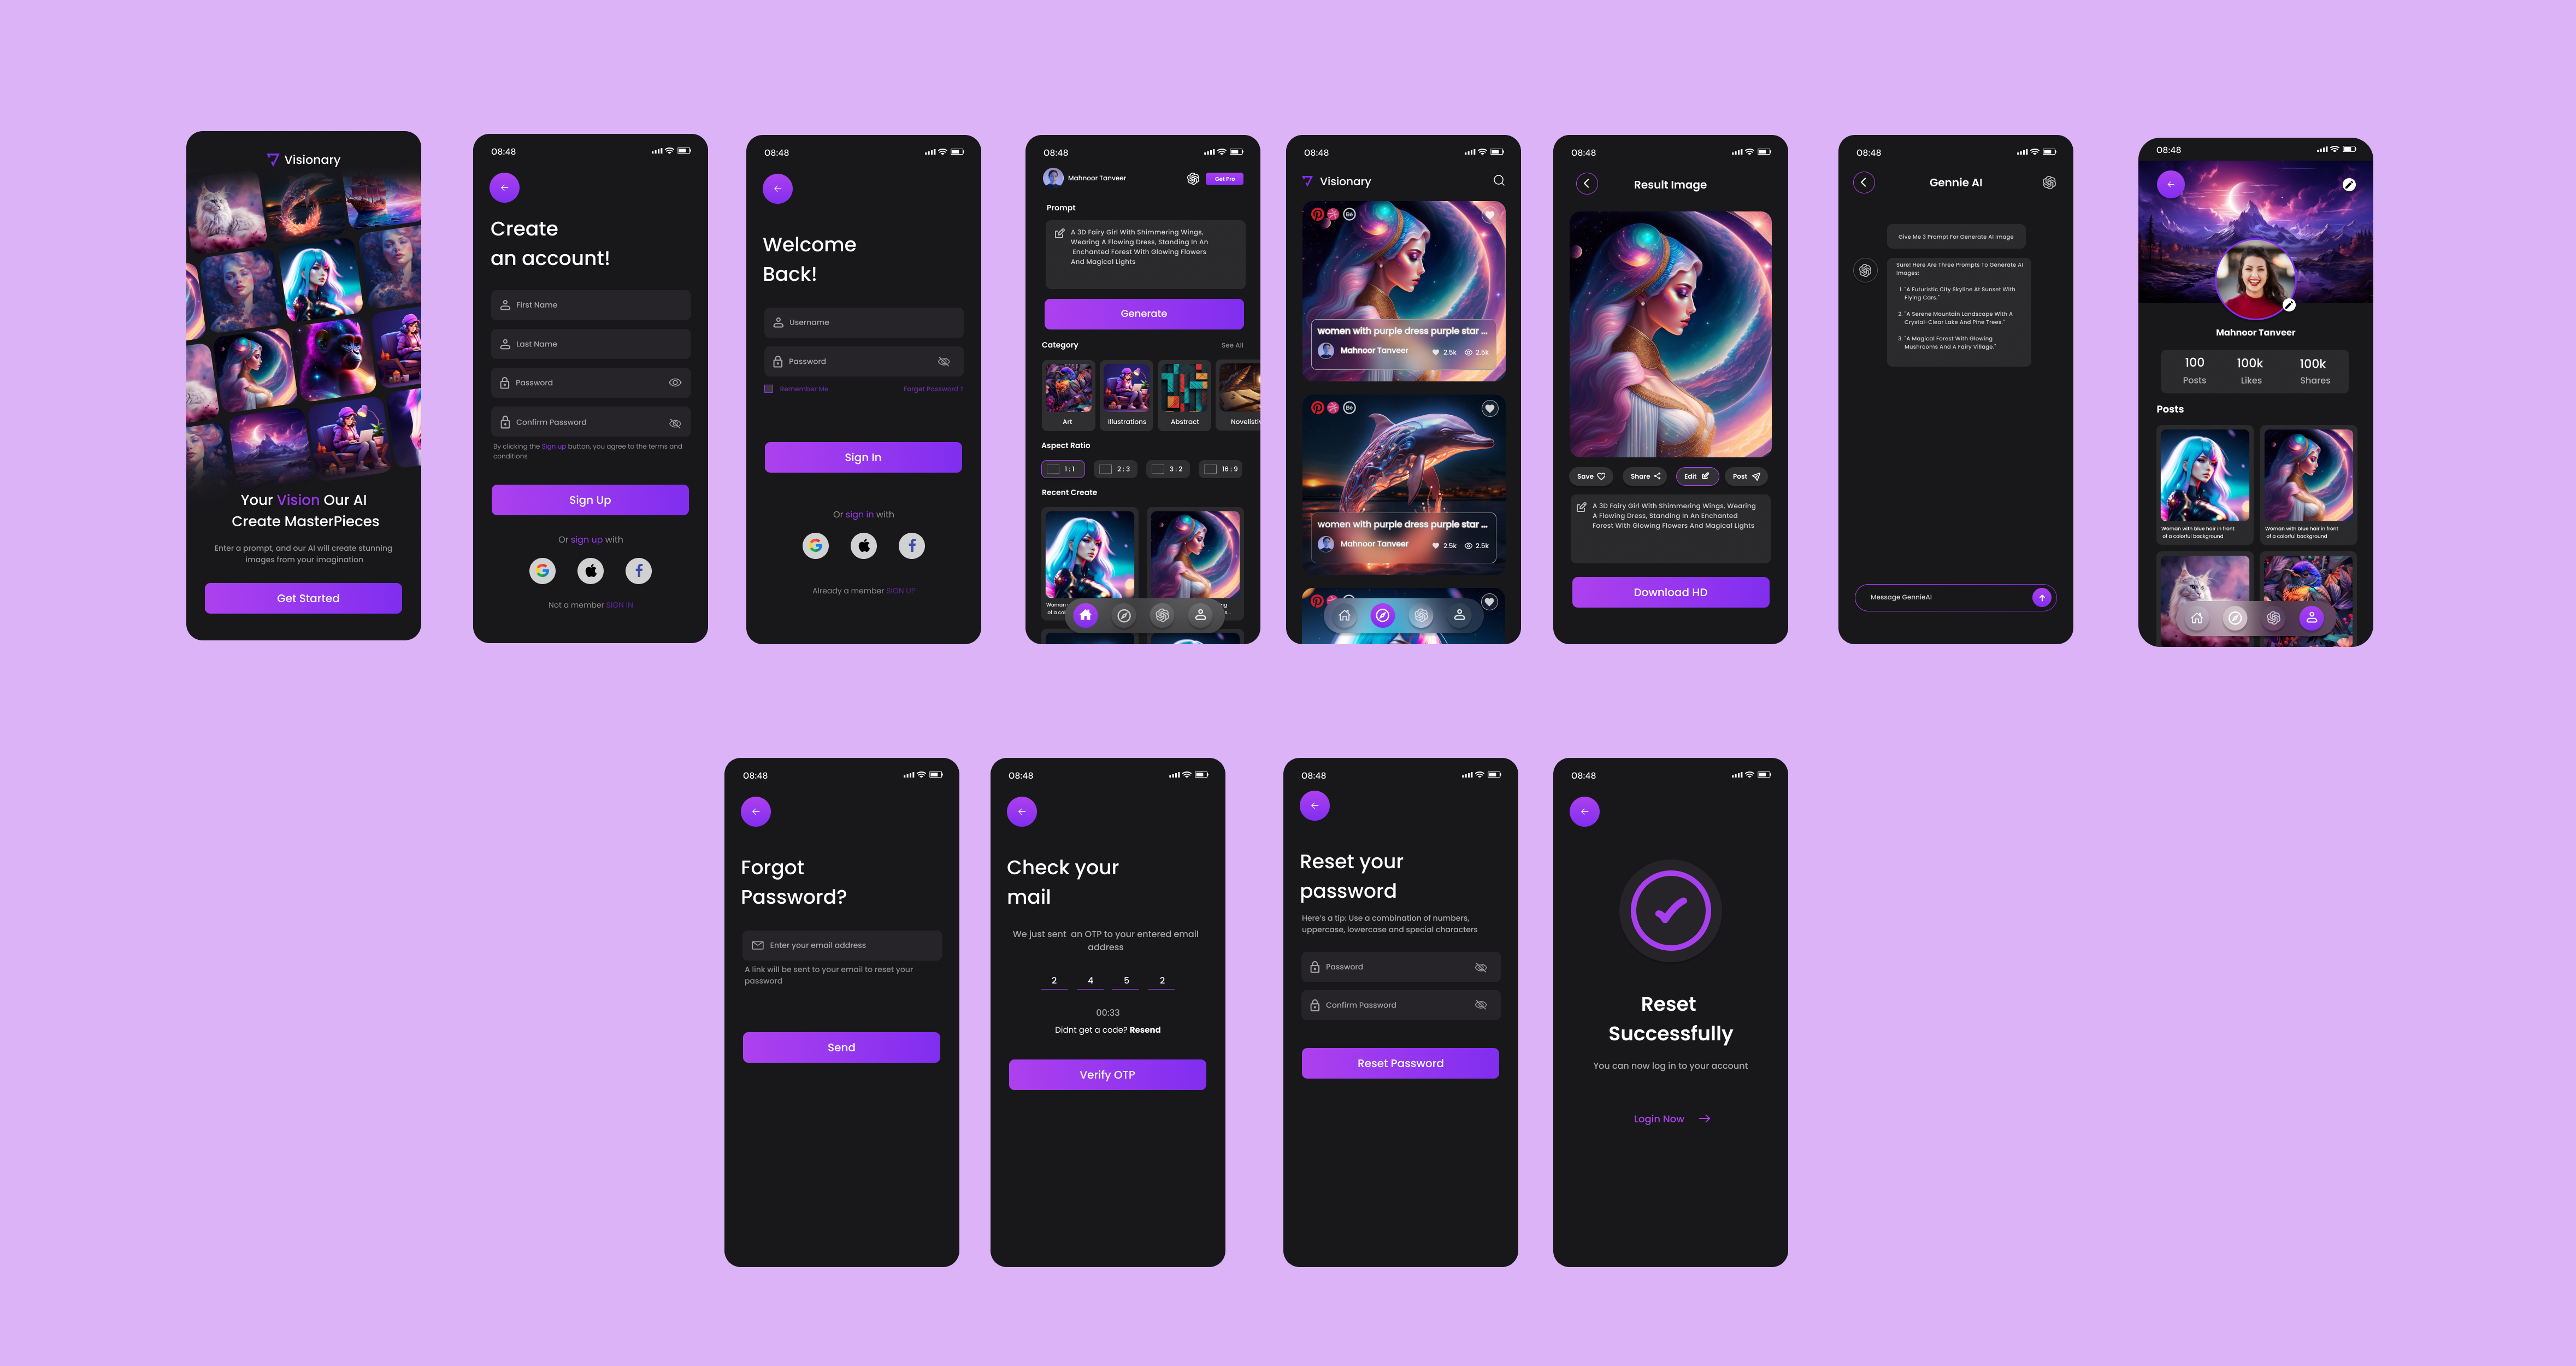 Visionary
Your Vision Our AI
Create MasterPieces
Enter a prompt, and our AI will create stunning
images from your imagination
Get Started
08:48
Create
an account!
First Name
Last Name
Password
Confirm Password
By clicking the Sign up button, you agree to the terms and
conditions
Sign Up
Or sign up with
Not a member SIGN IN
08:48
Welcome
Back!
Username
Password
Remember Me
Forget Password ?
Sign In
Or sign in with
Already a member SIGN UP
08:48
Mahnoor Tanveer
Get Pro
Prompt
A 3D Fairy Girl With Shimmering Wings,
Wearing A Flowing Dress, Standing In An
Enchanted Forest With Glowing Flowers
And Magical Lights
Generate
Category
See All
Art
Illustrations
Abstract
Novelisti
Aspect Ratio
1 : 1
2 : 3
3 : 2
16 : 9
Recent Create
08:48
Visionary
Bē
women with purple dress purple star ...
Mahnoor Tanveer
2.5k
2.5k
Bē
women with purple dress purple star ...
Mahnoor Tanveer
2.5k
2.5k
08:48
Result Image
Save
Share
Edit
Post
A 3D Fairy Girl With Shimmering Wings, Wearing
A Flowing Dress, Standing In An Enchanted
Forest With Glowing Flowers And Magical Lights
Download HD
08:48
Gennie AI
Give Me 3 Prompt For Generate AI Image
Sure! Here Are Three Prompts To Generate AI
Images:
1. "A Futuristic City Skyline At Sunset With
Flying Cars."
2. "A Serene Mountain Landscape With A
Crystal-Clear Lake And Pine Trees."
3. "A Magical Forest With Glowing
Mushrooms And A Fairy Village."
Message GennieAI
08:48
Mahnoor Tanveer
100
Posts
100k
Likes
100k
Shares
Posts
Woman with blue hair in front
of a colorful background
Woman with blue hair in front
of a colorful background
08:48
Forgot
Password?
Enter your email address
A link will be sent to your email to reset your
password
Send
08:48
Check your
mail
We just sent  an OTP to your entered email
address
2 4 5 2
00:33
Didnt get a code? Resend
Verify OTP
08:48
Reset your
password
Here's a tip: Use a combination of numbers,
uppercase, lowercase and special characters
Password
Confirm Password
Reset Password
08:48
Reset
Successfully
You can now log in to your account
Login Now